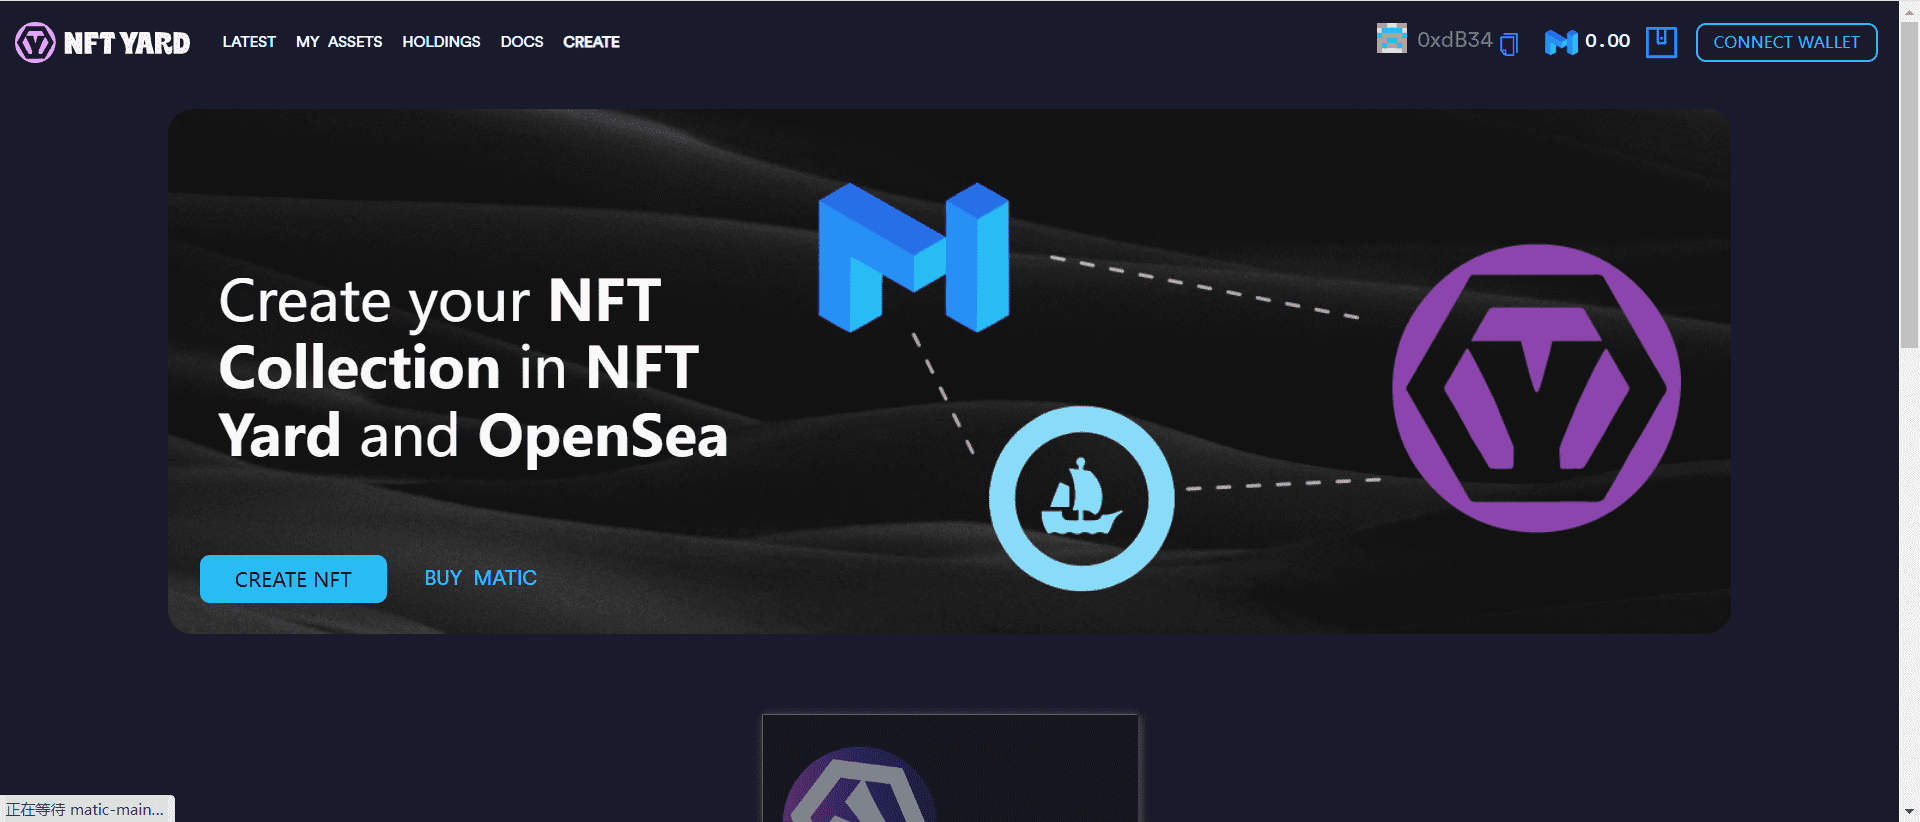 NFT YARD
LATEST MY ASSETS HOLDINGS DOCS CREATE
0xdB34 0.00 CONNECT WALLET
Create your NFT
Collection in NFT
Yard and OpenSea
CREATE NFT BUY MATIC
正在等待 matic-main...